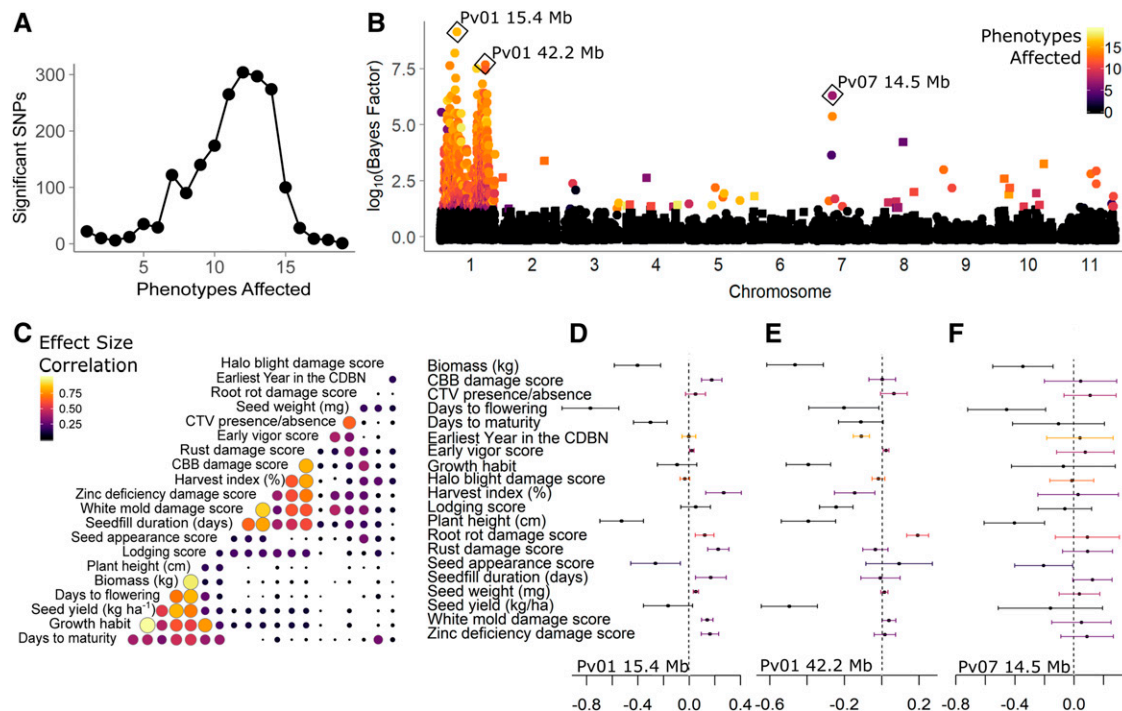 A
Significant SNPs
300
200
100
0
5
10
15
Phenotypes Affected
B
Pv01 15.4 Mb
Pv01 42.2 Mb
Pv07 14.5 Mb
Phenotypes
Affected
15
10
5
0
log10(Bayes Factor)
7.5
5.0
2.5
0.0
1 2 3 4 5 6 7 8 9 10 11
Chromosome
C
Effect Size
Correlation
0.75
0.50
0.25
Halo blight damage score
Earliest Year in the CDBN
Root rot damage score
Seed weight (mg)
CTV presence/absence
Early vigor score
Rust damage score
CBB damage score
Harvest index (%)
Zinc deficiency damage score
White mold damage score
Seedfill duration (days)
Seed appearance score
Lodging score
Plant height (cm)
Biomass (kg)
Days to flowering
Seed yield (kg ha⁻¹)
Growth habit
Days to maturity
D
E
F
Biomass (kg)
CBB damage score
CTV presence/absence
Days to flowering
Days to maturity
Earliest Year in the CDBN
Early vigor score
Growth habit
Halo blight damage score
Harvest index (%)
Lodging score
Plant height (cm)
Root rot damage score
Rust damage score
Seed appearance score
Seedfill duration (days)
Seed weight (mg)
Seed yield (kg/ha)
White mold damage score
Zinc deficiency damage score
Pv01 15.4 Mb
Pv01 42.2 Mb
Pv07 14.5 Mb
-0.8 -0.4 0.0 0.4
-0.6 -0.2 0.2
-0.8 -0.4 0.0